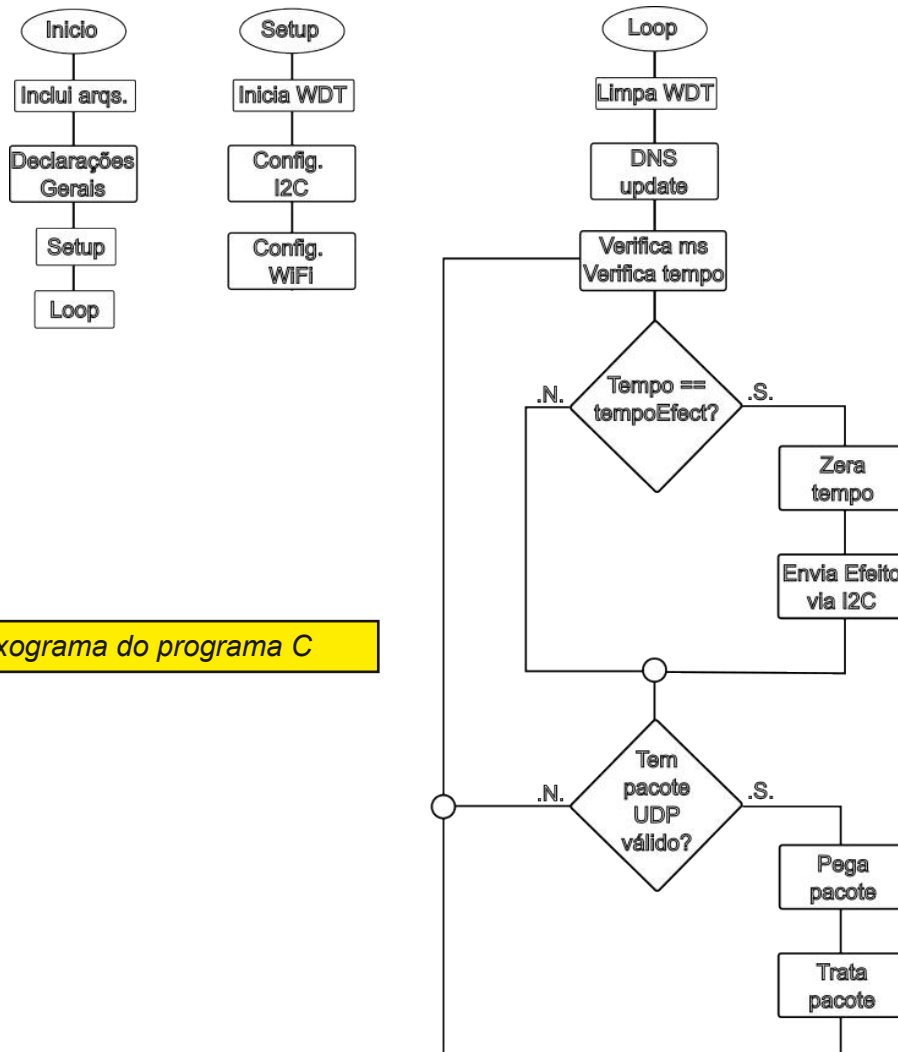 Inicio
Inclui arqs.
Declarações
Gerais
Setup
Loop
Setup
Inicia WDT
Config.
I2C
Config.
WiFi
Loop
Limpa WDT
DNS
update
Verifica ms
Verifica tempo
Tempo ==
tempoEfect?
.N.
.S.
Zera
tempo
Envia Efeito
via I2C
xograma do programa C
Tem
pacote
UDP
válido?
.N.
.S.
Pega
pacote
Trata
pacote